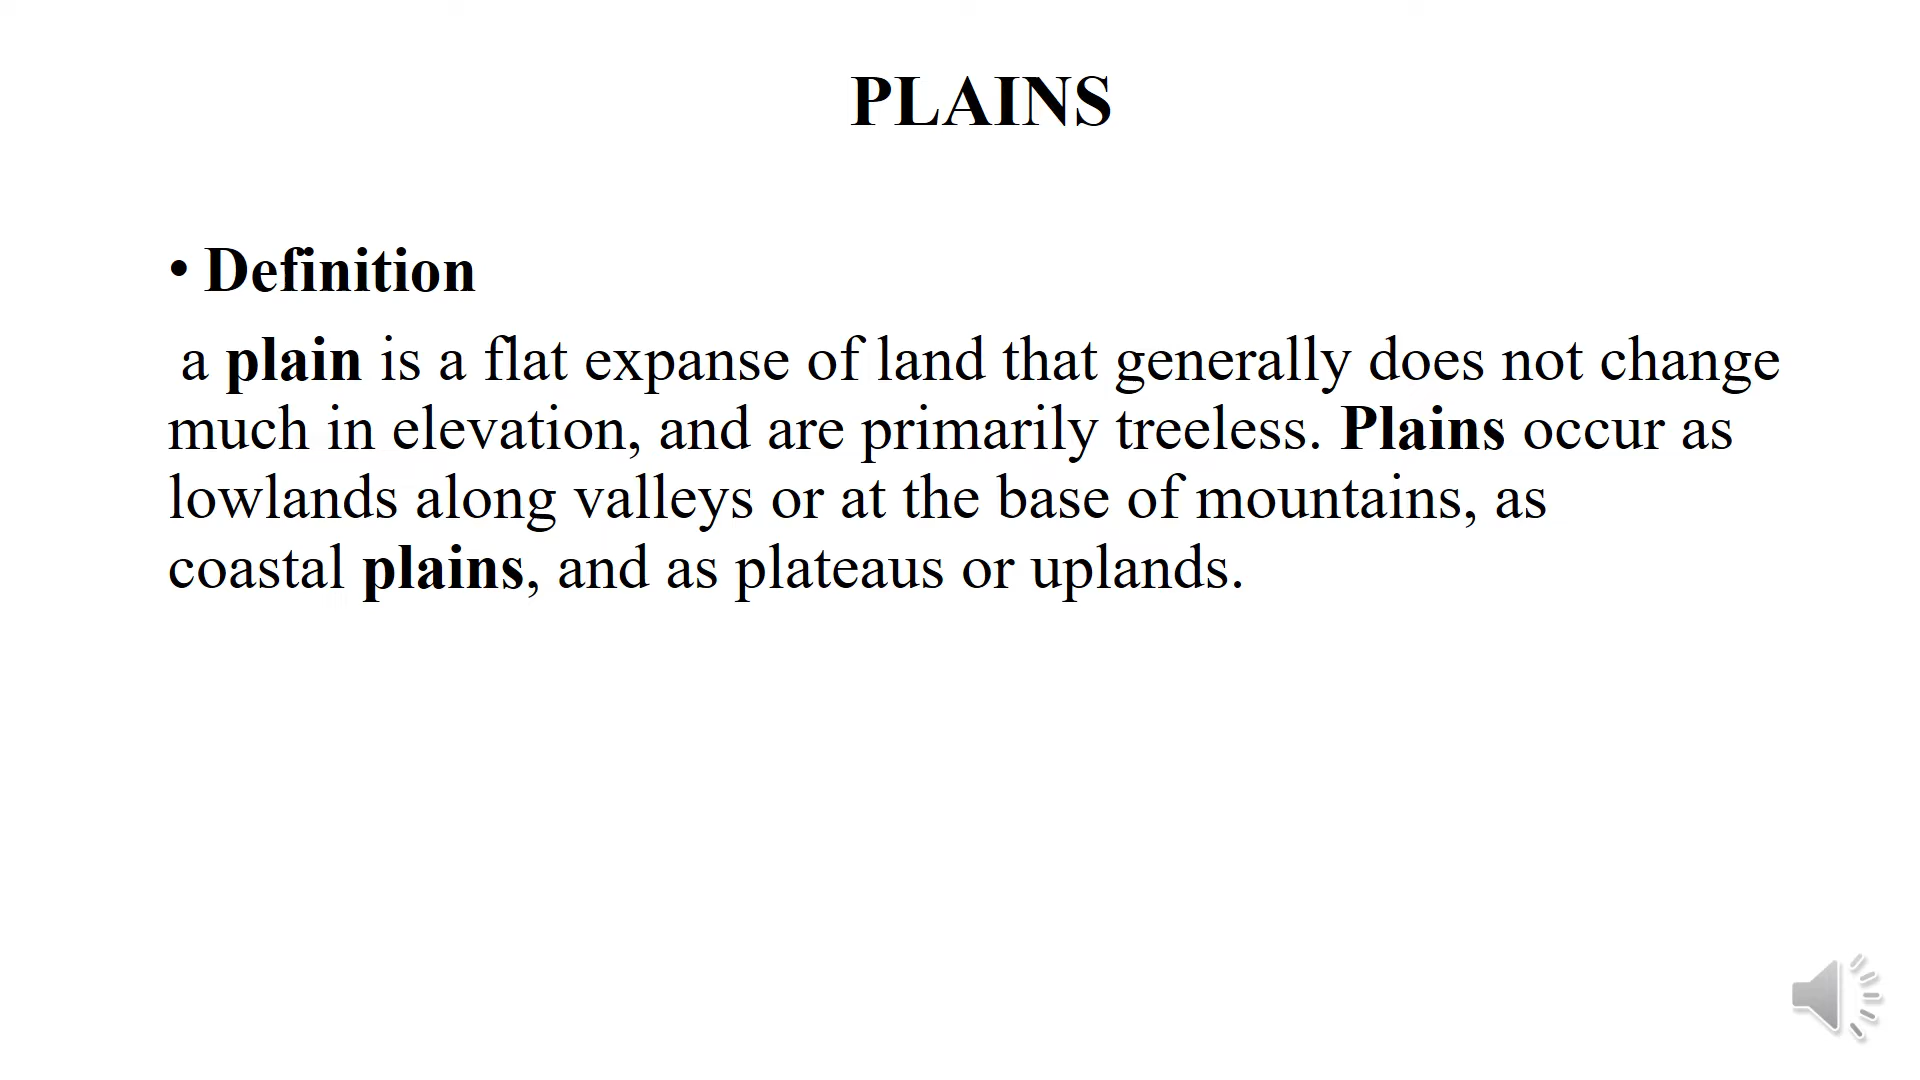 PLAINS
• Definition
a plain is a flat expanse of land that generally does not change
much in elevation, and are primarily treeless. Plains occur as
lowlands along valleys or at the base of mountains, as
coastal plains, and as plateaus or uplands.